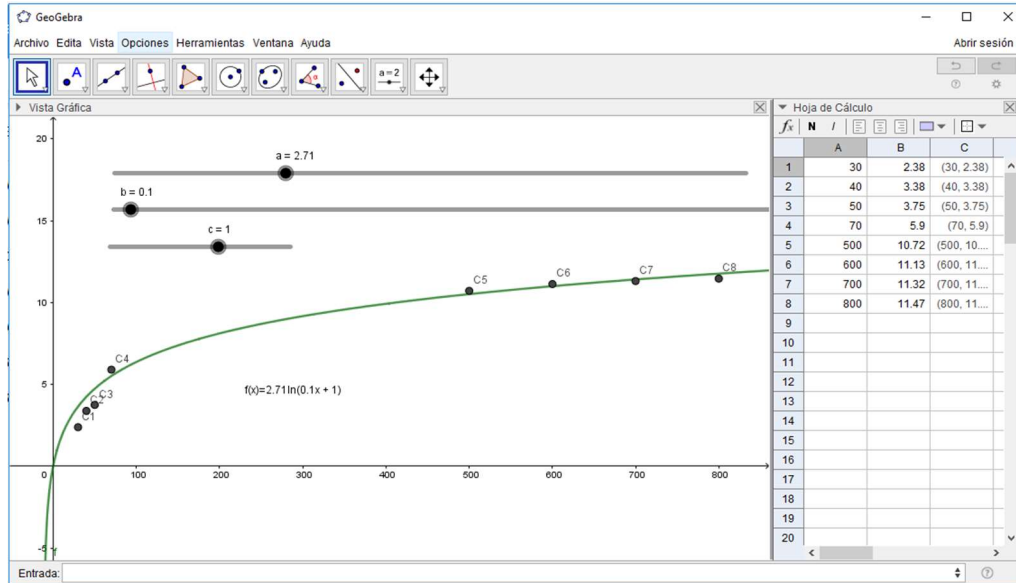 GeoGebra
Archivo Edita Vista Opciones Herramientas Ventana Ayuda
Abrir sesión
A
α
a=2
Vista Gráfica
20
15
10
5
0
-5
100 200 300 400 500 600 700 800
a = 2.71
b = 0.1
c = 1
C1
C2
C3
C4
C5
C6
C7
C8
f(x)=2.71ln(0.1x + 1)
f
Hoja de Cálculo
fx N I
A B C
1 30 2.38 (30, 2.38)
2 40 3.38 (40, 3.38)
3 50 3.75 (50, 3.75)
4 70 5.9 (70, 5.9)
5 500 10.72 (500, 10....
6 600 11.13 (600, 11....
7 700 11.32 (700, 11....
8 800 11.47 (800, 11....
9
10
11
12
13
14
15
16
17
18
19
20
Entrada: